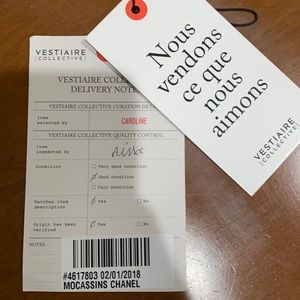 VESTIAIRE
COLLECTIVE
VESTIAIRE COLLE
DELIVERY NOTE
VESTIAIRE COLLECTIVE CURATION DET
Item
selected by
CAROLINE
VESTIAIRE COLLECTIVE QUALITY CONTROL
Item
inspected by
Condition
Very good condition
Good condition
Fair condition
Matches item
description
Yes
No
Origin has been
verified
Yes
No
NOTES
#4617803 02/01/2018
MOCASSINS CHANEL
Nous
vendons
ce que
nous
aimons
VESTIAIRE
COLLECTIVE